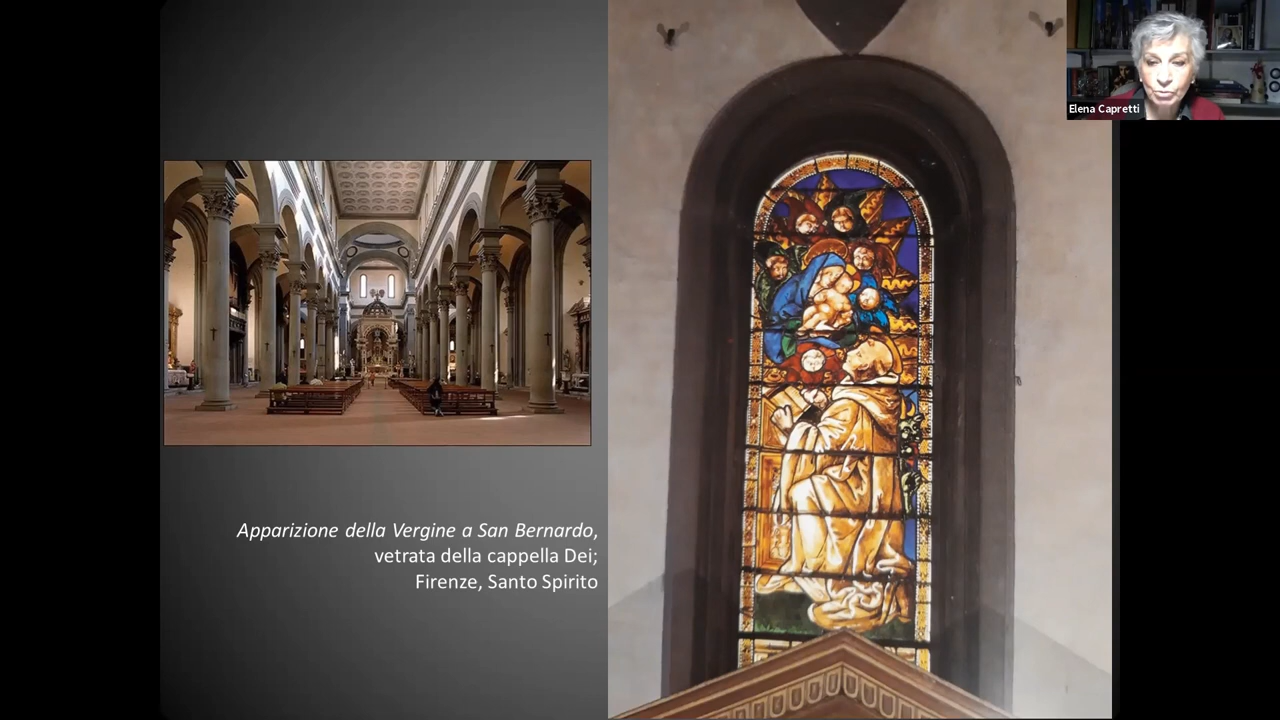 Elena Capretti
Apparizione della Vergine a San Bernardo,
vetrata della cappella Dei;
Firenze, Santo Spirito